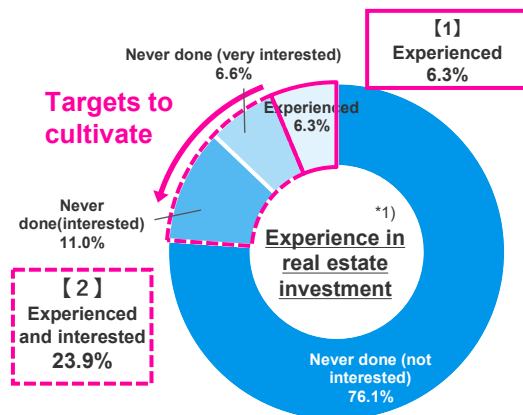 【1】
Experienced
6.3%
Never done (very interested)
6.6%
Experienced
6.3%
Targets to
cultivate
Never
done(interested)
11.0%
*1)
Experience in
real estate
investment
【2】
Experienced
and interested
23.9%
Never done (not
interested)
76.1%